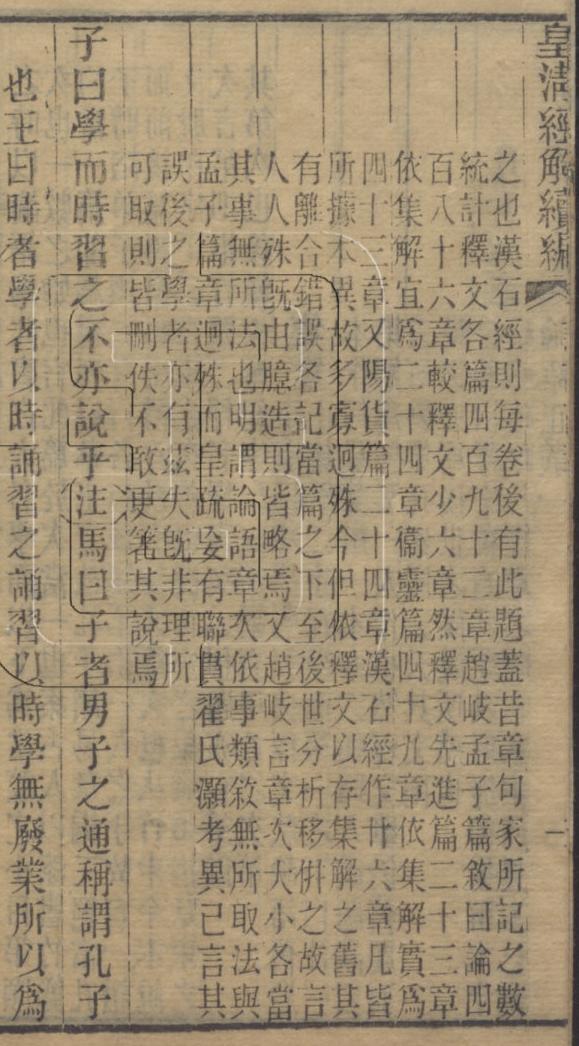 皇清經解續編
一
之也漢石經則每卷後有此題蓋昔章句家所記之數
統計釋文各篇四百九十二章趙岐孟子篇敘曰論四
百八十六章較釋文少六章然釋文先進篇二十三章
依集解宜爲二十四章衞靈篇四十九章依集解實爲
四十三章又陽貨篇二十四章漢石經作廿六章凡皆
所據本異故多寡迥殊今但依釋文以存集解之舊其
有離合錯誤各記當篇之下至後世分析移併之故言
人人殊旣由臆造則皆略焉又趙岐言章次大小各當
其事無所法也明謂論語章次依事類敘無所取法與
孟子篇章迥殊而皇疏妄有聯貫翟氏灝考異已言其
誤後之學者亦有茲失旣非理所
可取則皆刪佚不敢更箸其說焉
子曰學而時習之不亦說乎注馬曰子者男子之通稱謂孔子
也王曰時者學者以時誦習之誦習以時學無廢業所以爲